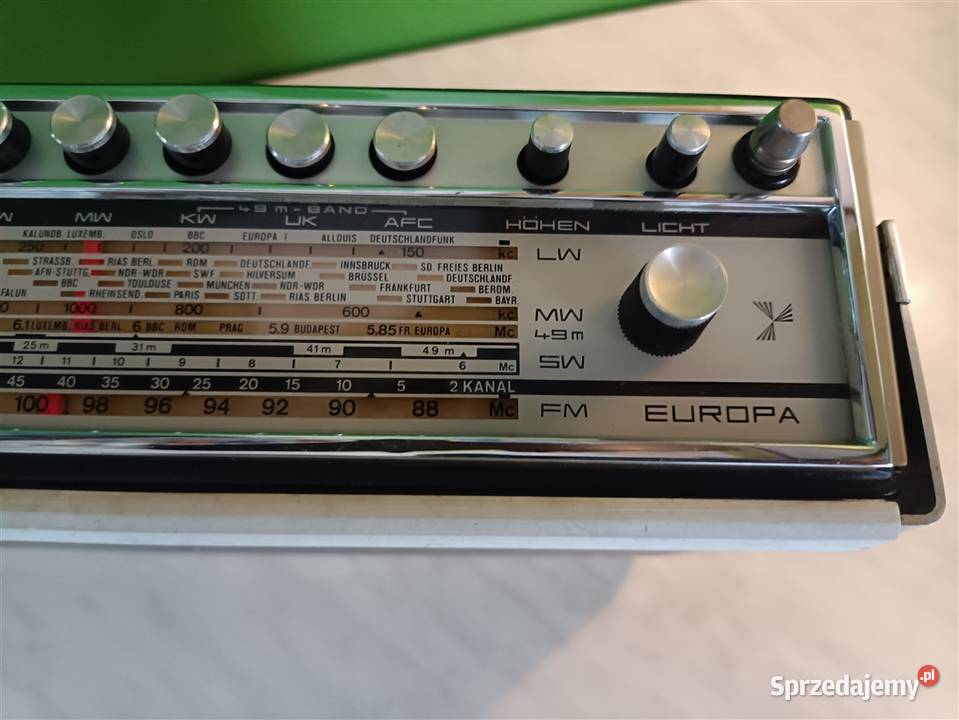 W MW KW 49 m-BAND UK AFC HÖHEN LICHT
KALUNDB. LUXEMB. OSLO BBC EUROPA I ALLOUIS DEUTSCHLANDFUNK
250 200 150 kc LW
STRASSB. RIAS BERL. ROM DEUTSCHLANDF. INNSBRUCK SD. FREIES BERLIN
AFN-STUTTG. NDR-WDR SWF HILVERSUM BRÜSSEL DEUTSCHLANDF.
BBC TOULOUSE MÜNCHEN NDR-WDR FRANKFURT BEROM.
FALUN RHEINSEND. PARIS SOTT. RIAS BERLIN STUTTGART BAYR.
1000 800 600 kc MW
6.1 LUXEMB. RIAS BERL. 6 BBC ROM PRAG 5.9 BUDAPEST 5.85 FR. EUROPA Mc 49 m
25 m 31 m 41 m 49 m
12 11 10 9 8 7 6 Mc SW
45 40 35 30 25 20 15 10 5 2 KANAL
100 98 96 94 92 90 88 Mc FM
EUROPA
Sprzedajemy.pl